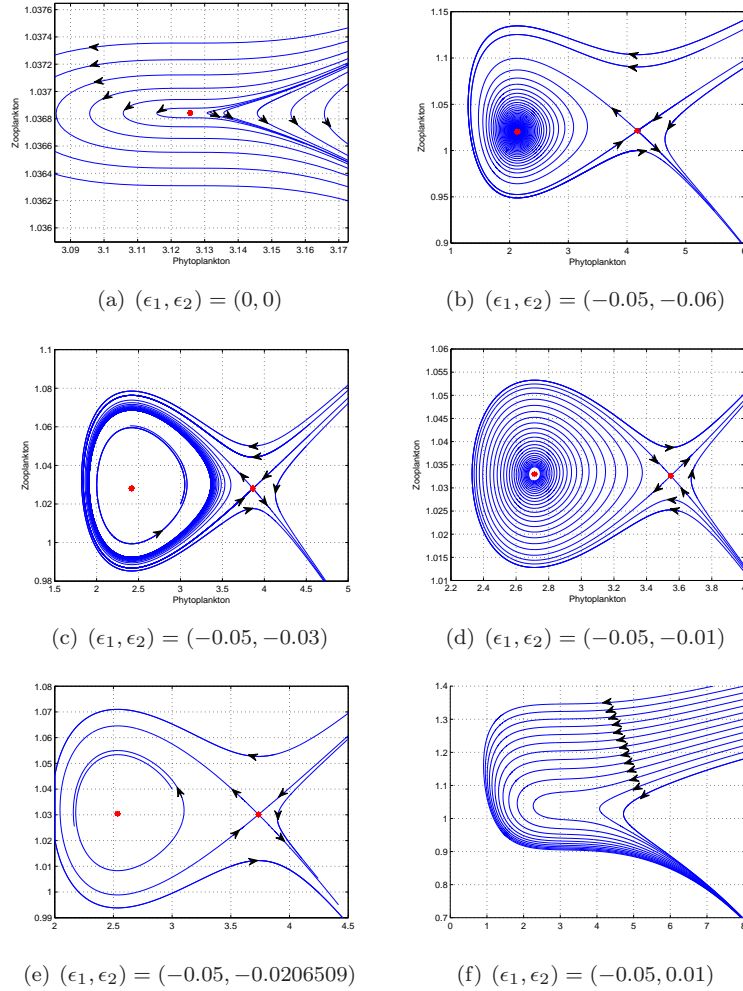 1.0376
1.0374
1.0372
1.037
1.0368
1.0366
1.0364
1.0362
1.036
Zooplankton
3.09 3.1 3.11 3.12 3.13 3.14 3.15 3.16 3.17
Phytoplankton
(a) (ϵ₁, ϵ₂) = (0, 0)
1.15
1.1
1.05
1
0.95
0.9
Zooplankton
1 2 3 4 5 6
Phytoplankton
(b) (ϵ₁, ϵ₂) = (−0.05, −0.06)
1.1
1.08
1.06
1.04
1.02
1
0.98
Zooplankton
1.5 2 2.5 3 3.5 4 4.5 5
Phytoplankton
(c) (ϵ₁, ϵ₂) = (−0.05, −0.03)
1.06
1.055
1.05
1.045
1.04
1.035
1.03
1.025
1.02
1.015
1.01
Zooplankton
2.2 2.4 2.6 2.8 3 3.2 3.4 3.6 3.8 4
Phytoplankton
(d) (ϵ₁, ϵ₂) = (−0.05, −0.01)
1.08
1.07
1.06
1.05
1.04
1.03
1.02
1.01
1
0.99
2 2.5 3 3.5 4 4.5
(e) (ϵ₁, ϵ₂) = (−0.05, −0.0206509)
1.4
1.3
1.2
1.1
1
0.9
0.8
0.7
0 1 2 3 4 5 6 7 8
(f) (ϵ₁, ϵ₂) = (−0.05, 0.01)